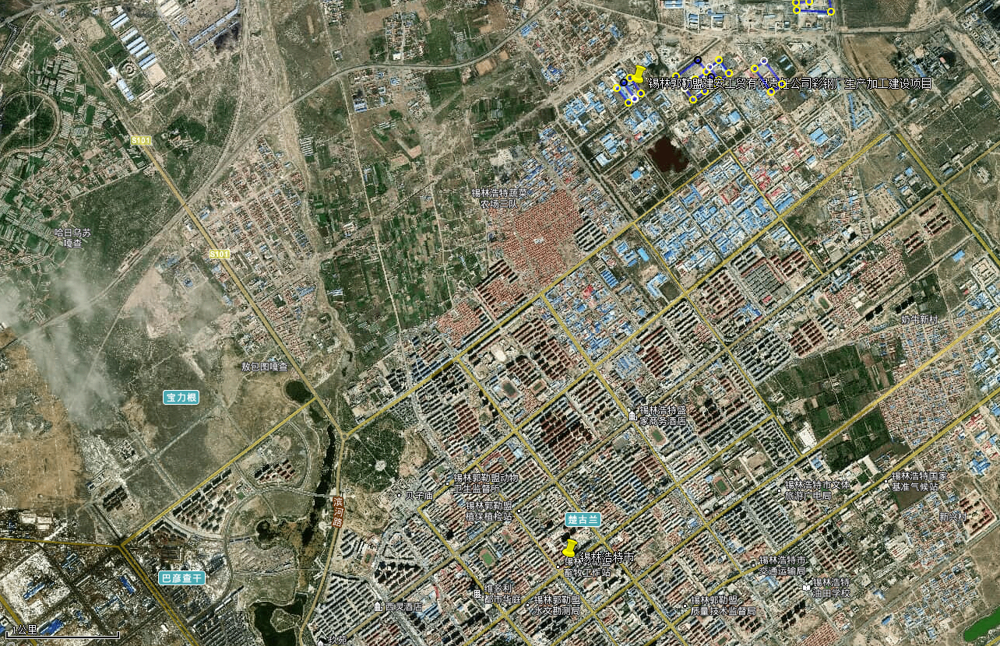 锡林郭勒盟建安工贸有限责任公司彩钢厂生产加工建设项目
S101
锡林浩特蔬菜
农场三队
哈日乌苏
嘎查
S101
奶牛新村
敖包图嘎查
宝力根
锡林浩特盛
家商务酒店
锡林郭勒盟动物
卫生监督所
贝子庙
锡林浩特国家
基准气候站
锡林浩特市文体
旅游广电局
滨河路
锡林郭勒盟
植保植检站
楚古兰
新兴村
锡林浩特市
畜牧工作站
锡林浩特市
交通运输局
巴彦查干
锡林浩特
油田学校
维多利
都市华庭
西灵酒店
锡林郭勒盟
水文勘测局
锡林郭勒盟
质量技术监督局
1公里
玖苑